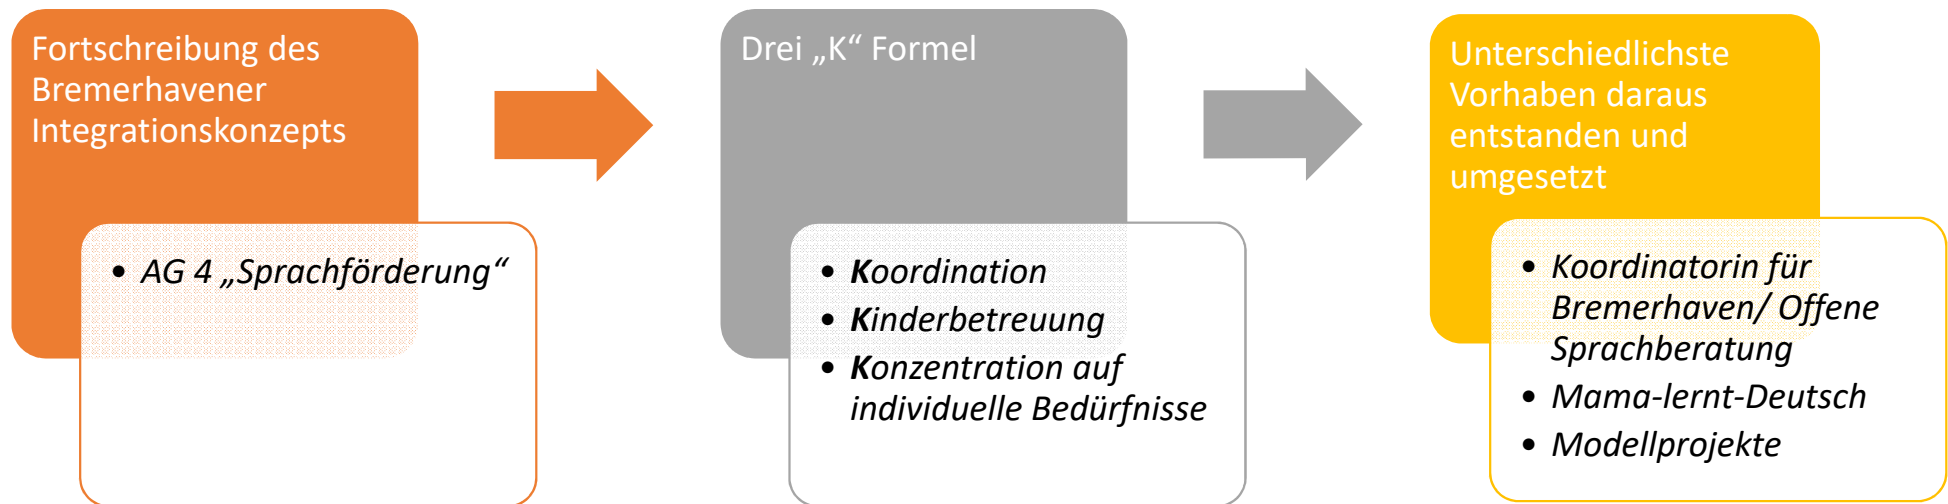 Fortschreibung des
Bremerhavener
Integrationskonzepts
• AG 4 „Sprachförderung“
Drei „K“ Formel
• Koordination
• Kinderbetreuung
• Konzentration auf
individuelle Bedürfnisse
Unterschiedlichste
Vorhaben daraus
entstanden und
umgesetzt
• Koordinatorin für
Bremerhaven/ Offene
Sprachberatung
• Mama-lernt-Deutsch
• Modellprojekte